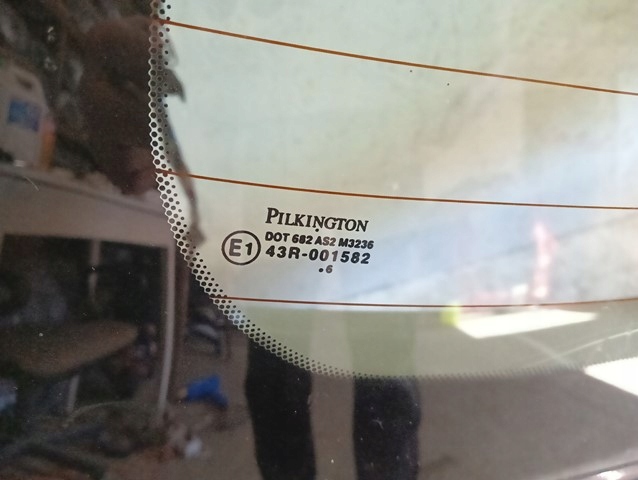 PILKINGTON
DOT 682 AS2 M3236
E1 43R-001582
.6